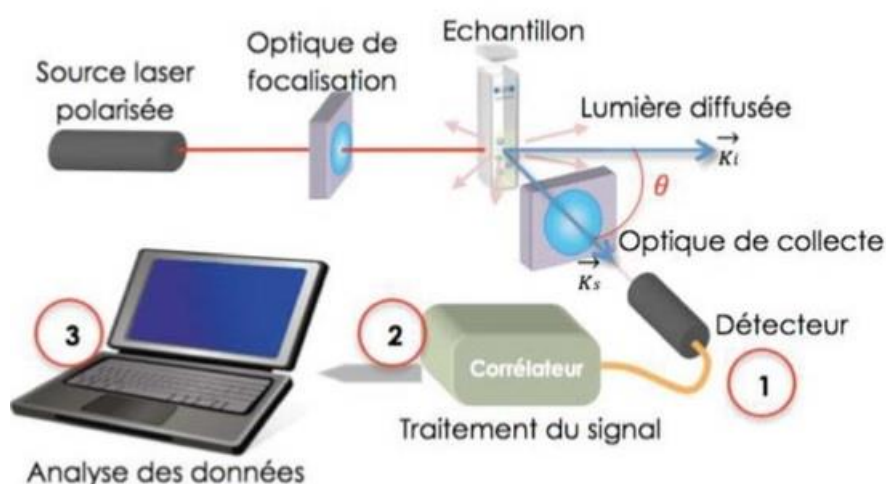 Source laser
polarisée
Optique de
focalisation
Echantillon
Lumière diffusée
Ki
θ
Optique de collecte
Ks
Détecteur
1
Corrélateur
2
Traitement du signal
3
Analyse des données